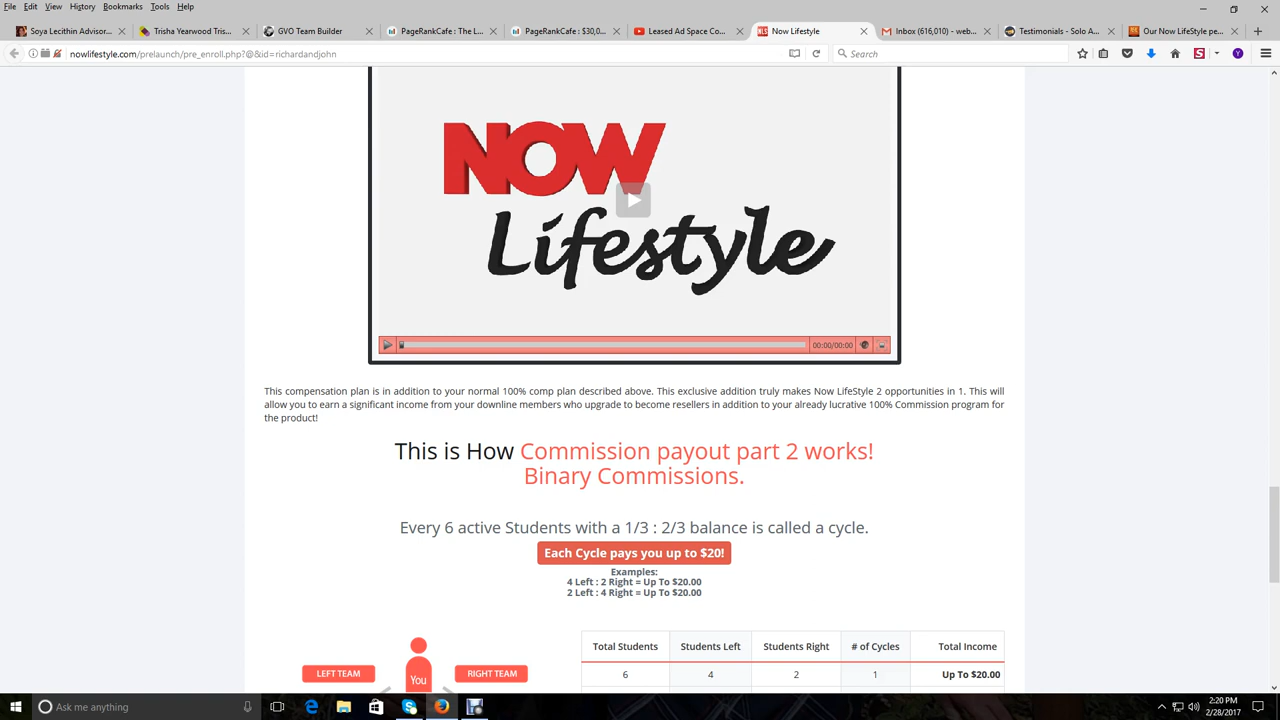 File Edit View History Bookmarks Tools Help
Soya Lecithin Advisor... Trisha Yearwood Tris... GVO Team Builder PageRankCafe : The L... PageRankCafe : $30,0... Leased Ad Space Co... NLS Now Lifestyle Inbox (616,010) - web... Testimonials - Solo A... Our Now LifeStyle pe...
nowlifestyle.com/prelaunch/pre_enroll.php?@&id=richardandjohn Search S Y
NOW
Lifestyle
00:00/00:00
This compensation plan is in addition to your normal 100% comp plan described above. This exclusive addition truly makes Now LifeStyle 2 opportunities in 1. This will
allow you to earn a significant income from your downline members who upgrade to become resellers in addition to your already lucrative 100% Commission program for
the product!
This is How Commission payout part 2 works!
Binary Commissions.
Every 6 active Students with a 1/3 : 2/3 balance is called a cycle.
Each Cycle pays you up to $20!
Examples:
4 Left : 2 Right = Up To $20.00
2 Left : 4 Right = Up To $20.00
Total Students Students Left Students Right # of Cycles Total Income
LEFT TEAM You RIGHT TEAM
6 4 2 1 Up To $20.00
Ask me anything
2:20 PM
2/28/2017